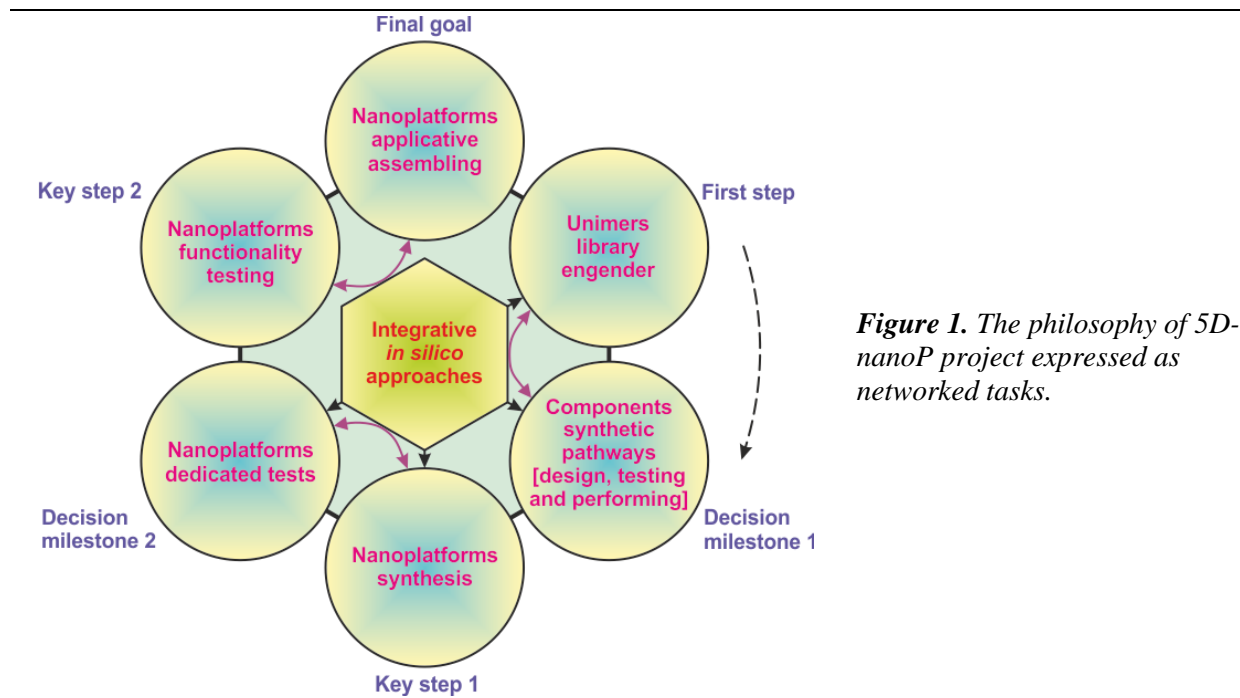 Final goal
Nanoplatforms
applicative
assembling
Key step 2
Nanoplatforms
functionality
testing
First step
Unimers
library
engender
Integrative
in silico
approaches
Figure 1. The philosophy of 5D-
nanoP project expressed as
networked tasks.
Nanoplatforms
dedicated tests
Components
synthetic
pathways
[design, testing
and performing]
Decision
milestone 2
Decision
milestone 1
Nanoplatforms
synthesis
Key step 1